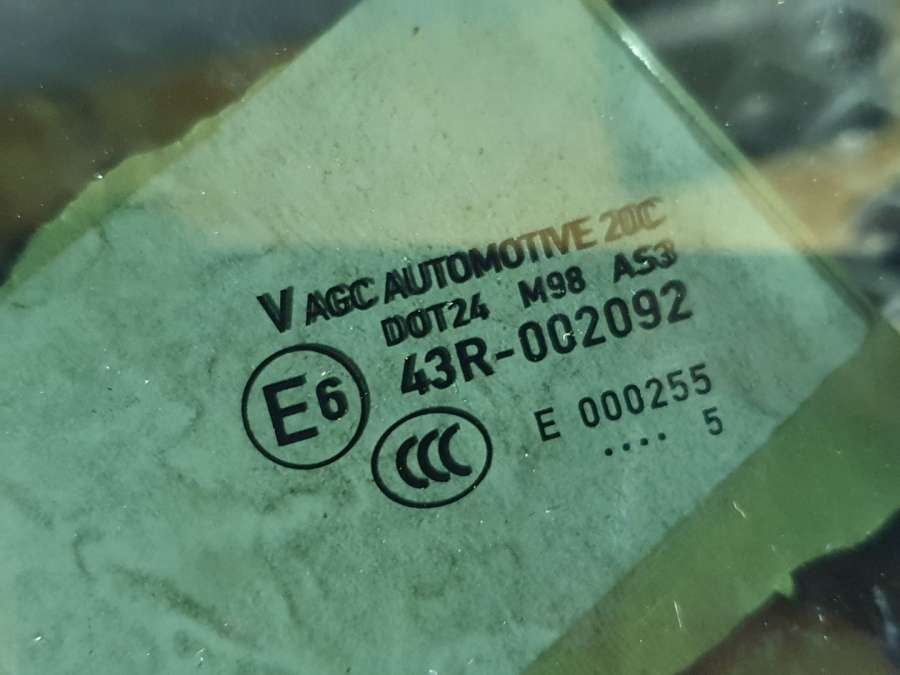 V AGC AUTOMOTIVE 20C
DOT24 M98 AS3
43R-002092
E6
CCC
E 000255
.... 5